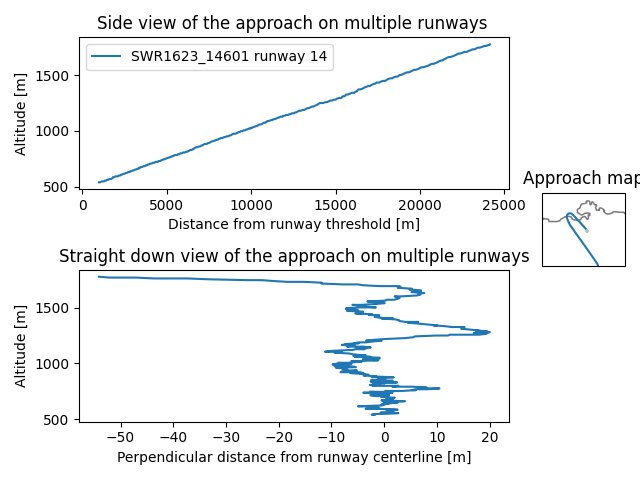 Side view of the approach on multiple runways
SWR1623_14601 runway 14
Altitude [m]
1500
1000
500
0 5000 10000 15000 20000 25000
Distance from runway threshold [m]
Approach map
Straight down view of the approach on multiple runways
Altitude [m]
1500
1000
500
−50 −40 −30 −20 −10 0 10 20
Perpendicular distance from runway centerline [m]